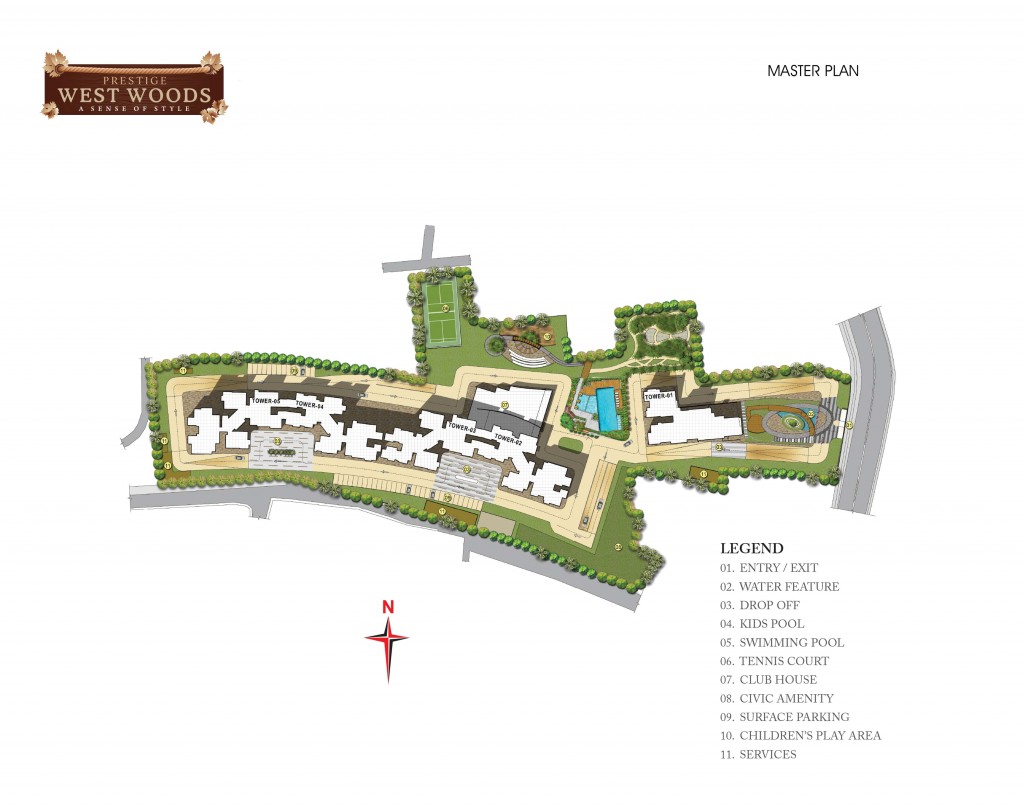 PRESTIGE
WEST WOODS
A SENSE OF STYLE
MASTER PLAN
TOWER-05
TOWER-04
TOWER-03
TOWER-02
TOWER-01
N
LEGEND
01. ENTRY / EXIT
02. WATER FEATURE
03. DROP OFF
04. KIDS POOL
05. SWIMMING POOL
06. TENNIS COURT
07. CLUB HOUSE
08. CIVIC AMENITY
09. SURFACE PARKING
10. CHILDREN'S PLAY AREA
11. SERVICES